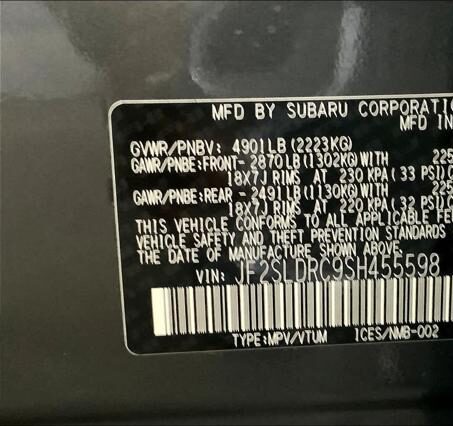 MFD BY SUBARU CORPORATION
MFD IN
GVWR/PNBV: 4901LB(2223KG)
GAWR/PNBE:FRONT- 2870LB(1302KG)WITH 225
18X7J RIMS AT 230 KPA(33 PSI)C
GAWR/PNBE:REAR - 2491LB(1130KG)WITH 225
18X7J RIMS AT 220 KPA(32 PSI)C
THIS VEHICLE CONFORMS TO ALL APPLICABLE
VEHICLE SAFETY AND THEFT PREVENTION STANDARDS
THE DATE OF MANUFACTURE SHOWN ABOVE.
VIN: JF2SLDRC9SH455598
TYPE:MPV/VTUM ICES/NMB-002